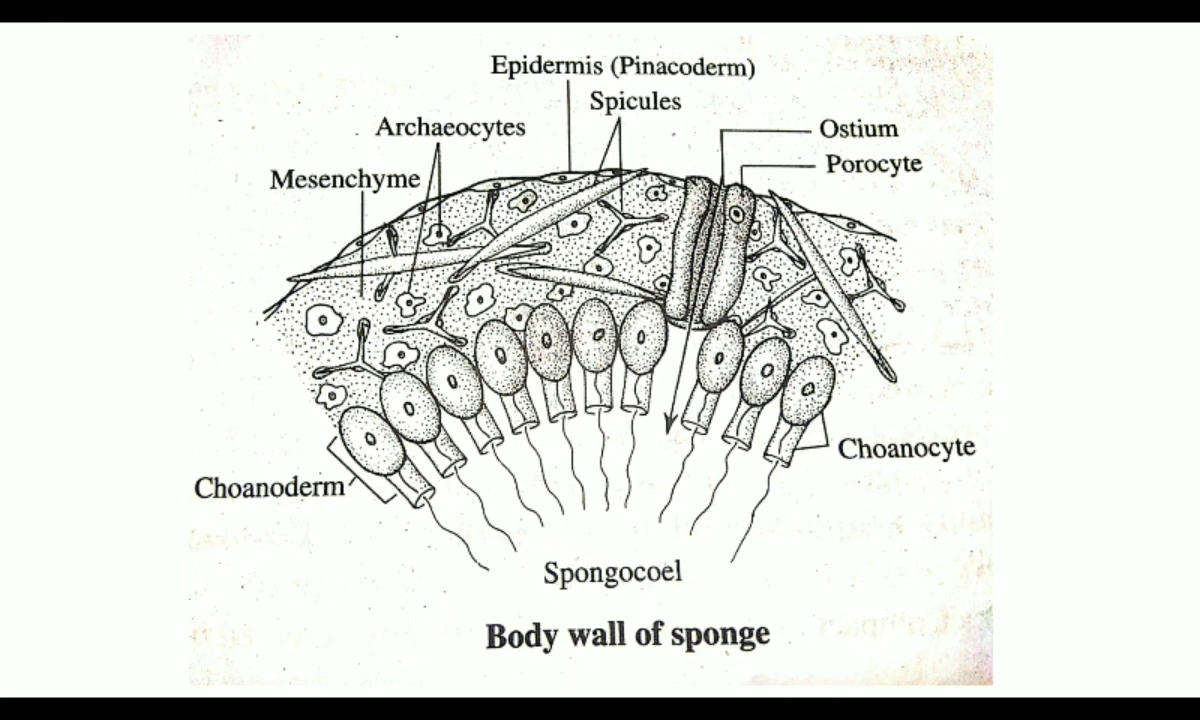 Epidermis (Pinacoderm)
Spicules
Archaeocytes
Ostium
Porocyte
Mesenchyme
Choanocyte
Choanoderm
Spongocoel
Body wall of sponge